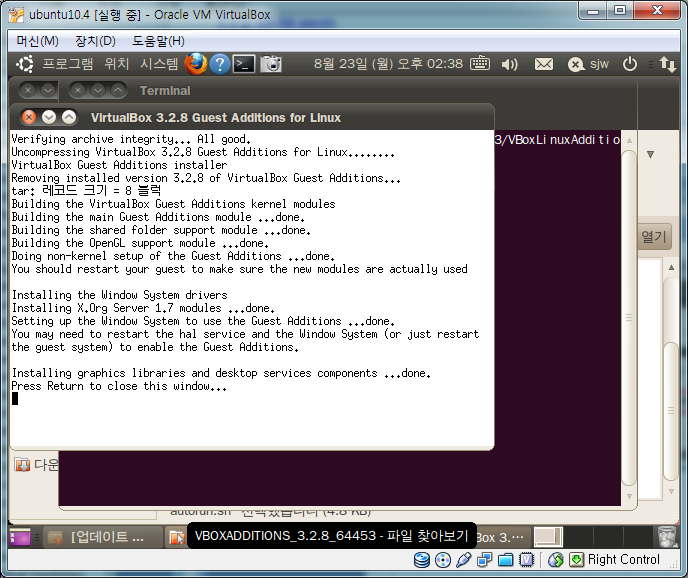 ubuntu10.4 [실행 중] - Oracle VM VirtualBox
머신(M) 장치(D) 도움말(H)
프로그램 위치 시스템 8월 23일 (월) 오후 02:38 sjw
Terminal
VirtualBox 3.2.8 Guest Additions for Linux
Verifying archive integrity... All good.
3/VBoxLinuxAdditio
Uncompressing VirtualBox 3.2.8 Guest Additions for Linux........
VirtualBox Guest Additions installer
Removing installed version 3.2.8 of VirtualBox Guest Additions...
tar: 레코드 크기 = 8 블럭
Building the VirtualBox Guest Additions kernel modules
Building the main Guest Additions module ...done.
Building the shared folder support module ...done.
열기
Building the OpenGL support module ...done.
Doing non-kernel setup of the Guest Additions ...done.
You should restart your guest to make sure the new modules are actually used
Installing the Window System drivers
Installing X.Org Server 1.7 modules ...done.
Setting up the Window System to use the Guest Additions ...done.
You may need to restart the hal service and the Window System (or just restart
the guest system) to enable the Guest Additions.
Installing graphics libraries and desktop services components ...done.
Press Return to close this window...
다운
autorun.sh 선택했습니다 (4.8 KB)
[업데이트 ... VBOXADDITIONS_3.2.8_64453 - 파일 찾아보기 Box 3....
Right Control